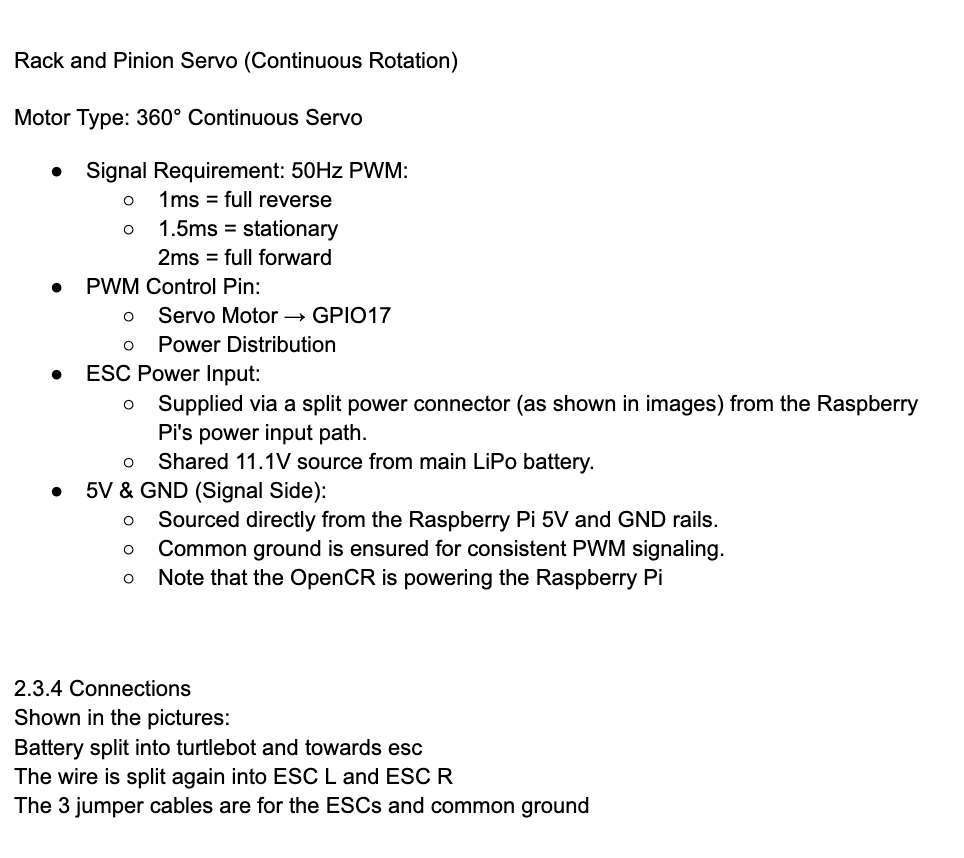 Rack and Pinion Servo (Continuous Rotation)
Motor Type: 360° Continuous Servo
● Signal Requirement: 50Hz PWM:
○ 1ms = full reverse
○ 1.5ms = stationary
2ms = full forward
● PWM Control Pin:
○ Servo Motor → GPIO17
○ Power Distribution
● ESC Power Input:
○ Supplied via a split power connector (as shown in images) from the Raspberry
Pi's power input path.
○ Shared 11.1V source from main LiPo battery.
● 5V & GND (Signal Side):
○ Sourced directly from the Raspberry Pi 5V and GND rails.
○ Common ground is ensured for consistent PWM signaling.
○ Note that the OpenCR is powering the Raspberry Pi
2.3.4 Connections
Shown in the pictures:
Battery split into turtlebot and towards esc
The wire is split again into ESC L and ESC R
The 3 jumper cables are for the ESCs and common ground